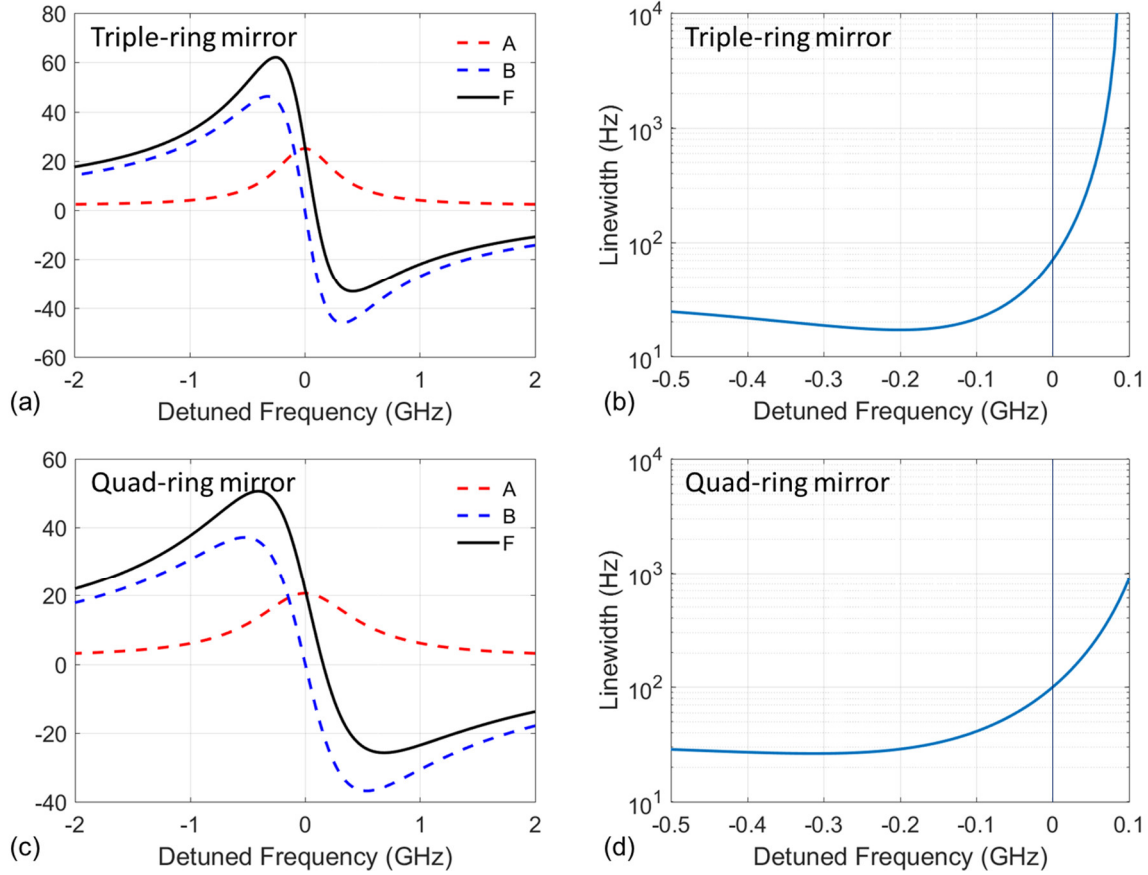 80
60
40
20
0
-20
-40
-60
-2
-1
0
1
2
Triple-ring mirror
A
B
F
(a)
Detuned Frequency (GHz)
10^4
10^3
10^2
10^1
Linewidth (Hz)
Triple-ring mirror
-0.5
-0.4
-0.3
-0.2
-0.1
0
0.1
(b)
Detuned Frequency (GHz)
60
40
20
0
-20
-40
-2
-1
0
1
2
Quad-ring mirror
A
B
F
(c)
Detuned Frequency (GHz)
10^4
10^3
10^2
10^1
Linewidth (Hz)
Quad-ring mirror
-0.5
-0.4
-0.3
-0.2
-0.1
0
0.1
(d)
Detuned Frequency (GHz)